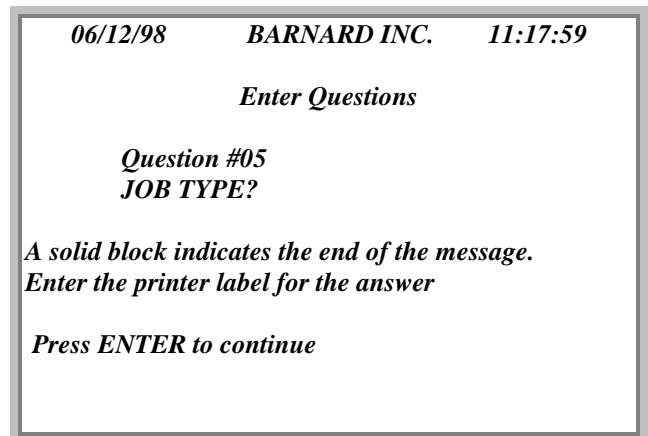 06/12/98 BARNARD INC. 11:17:59
Enter Questions
Question #05
JOB TYPE?
A solid block indicates the end of the message.
Enter the printer label for the answer
Press ENTER to continue